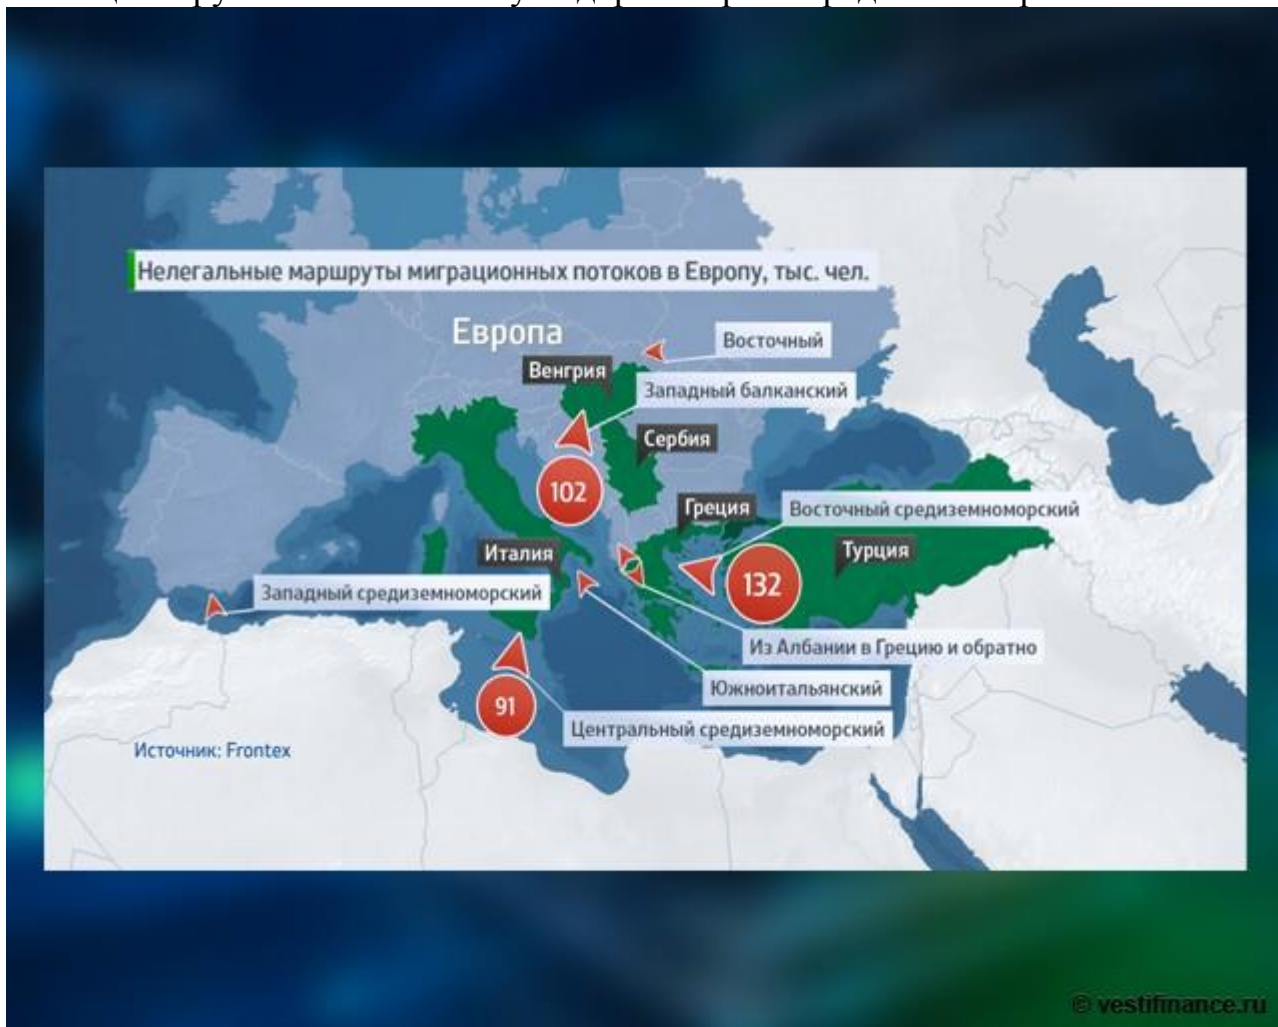 Нелегальные маршруты миграционных потоков в Европу, тыс. чел.
Европа
Восточный
Венгрия
Западный балканский
Сербия
102
Греция
Восточный средиземноморский
Италия
Турция
132
Западный средиземноморский
Из Албании в Грецию и обратно
Южноитальянский
91
Центральный средиземноморский
Источник: Frontex
© vestifinance.ru